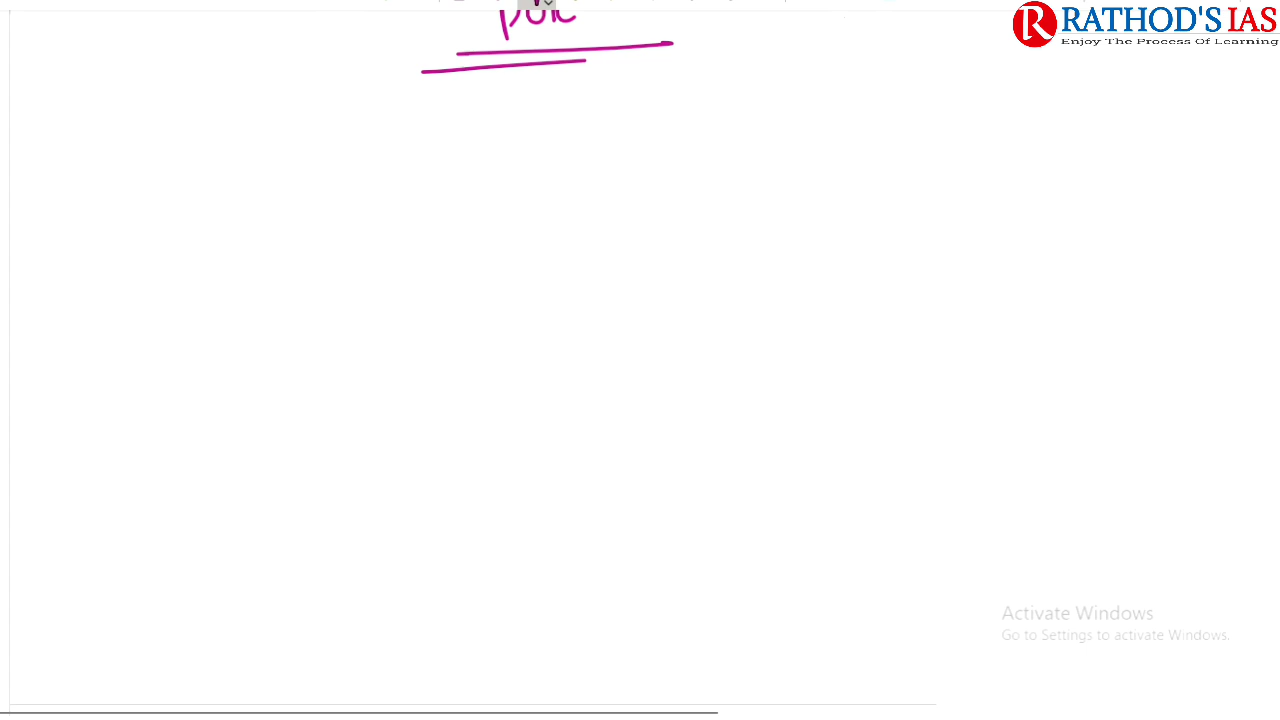 RATHOD'S IAS
Enjoy The Process Of Learning
Activate Windows
Go to Settings to activate Windows.